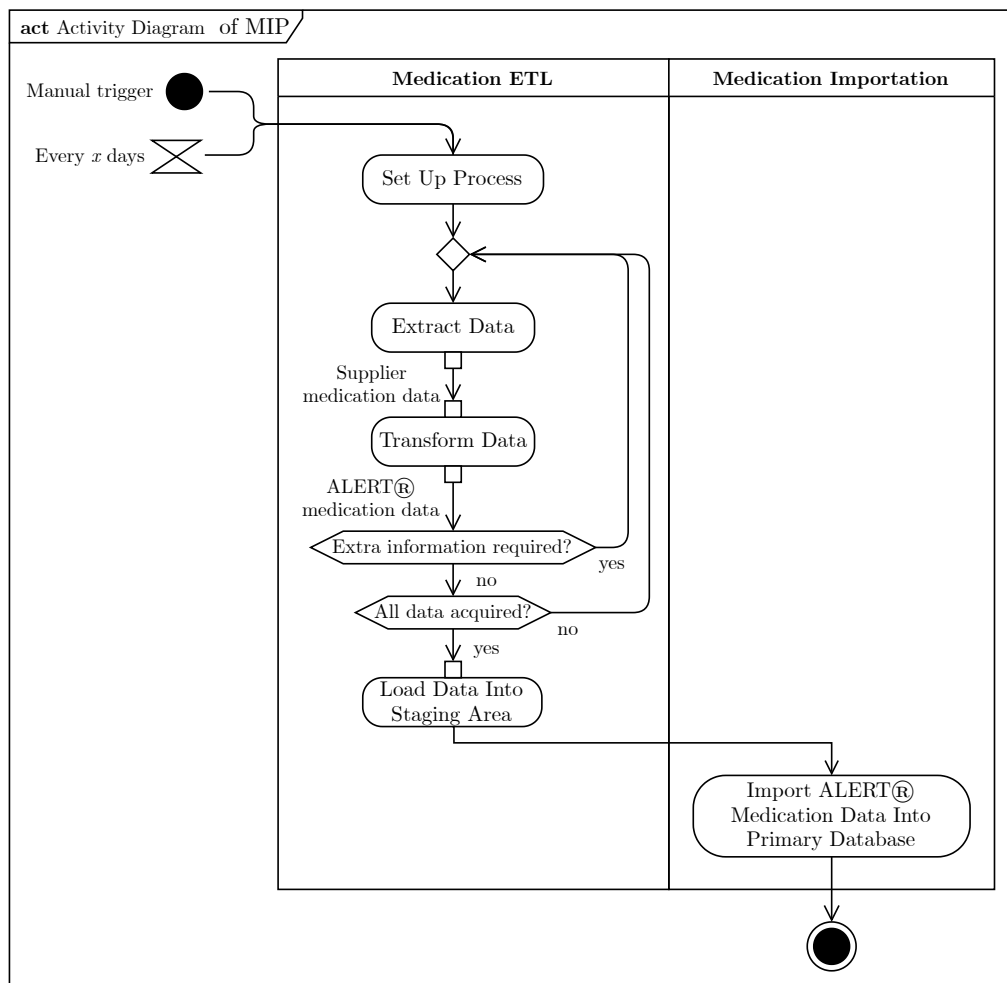 act Activity Diagram of MIP
Medication ETL
Medication Importation
Manual trigger
Every x days
Set Up Process
Extract Data
Supplier
medication data
Transform Data
ALERT®
medication data
Extra information required?
yes
no
All data acquired?
no
yes
Load Data Into
Staging Area
Import ALERT®
Medication Data Into
Primary Database